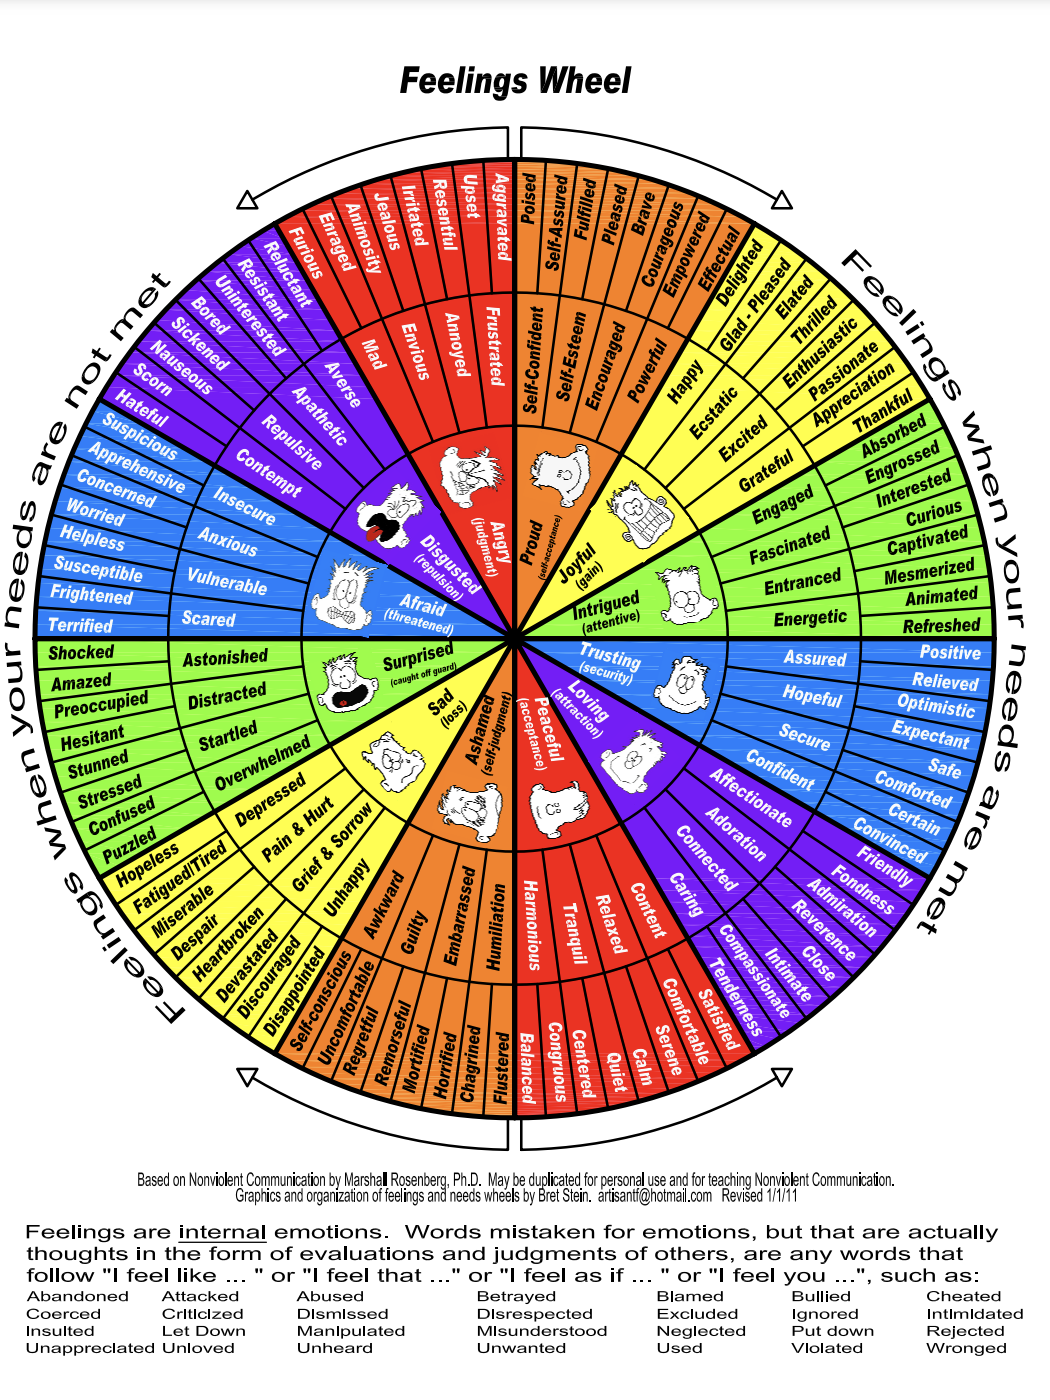 Feelings Wheel
Feelings when your needs are not met
Feelings when your needs are met
Aggravated
Upset
Resentful
Irritated
Jealous
Animosity
Enraged
Furious
Frustrated
Annoyed
Envious
Mad
Angry
(judgment)
Reluctant
Resistant
Uninterested
Bored
Sickened
Nauseous
Scorn
Hateful
Averse
Apathetic
Repulsive
Contempt
Disgusted
(repulsion)
Suspicious
Apprehensive
Concerned
Worried
Helpless
Susceptible
Frightened
Terrified
Insecure
Anxious
Vulnerable
Scared
Afraid
(threatened)
Shocked
Amazed
Preoccupied
Hesitant
Stunned
Stressed
Confused
Puzzled
Astonished
Distracted
Startled
Overwhelmed
Surprised
(caught off guard)
Hopeless
Fatigued/Tired
Miserable
Despair
Heartbroken
Devastated
Discouraged
Disappointed
Depressed
Pain & Hurt
Grief & Sorrow
Unhappy
Sad
(loss)
Self-conscious
Uncomfortable
Regretful
Remorseful
Mortified
Horrified
Chagrined
Flustered
Awkward
Guilty
Embarrassed
Humiliation
Ashamed
(self-judgment)
Poised
Self-Assured
Fulfilled
Pleased
Brave
Courageous
Empowered
Effectual
Self-Confident
Self-Esteem
Encouraged
Powerful
Proud
(self-acceptance)
Delighted
Glad - Pleased
Elated
Thrilled
Enthusiastic
Passionate
Appreciation
Thankful
Happy
Ecstatic
Excited
Grateful
Joyful
(gain)
Absorbed
Engrossed
Interested
Curious
Captivated
Mesmerized
Animated
Refreshed
Engaged
Fascinated
Entranced
Energetic
Intrigued
(attentive)
Positive
Relieved
Optimistic
Expectant
Safe
Comforted
Certain
Convinced
Assured
Hopeful
Secure
Confident
Trusting
(security)
Friendly
Fondness
Admiration
Reverence
Close
Intimate
Compassionate
Tenderness
Affectionate
Adoration
Connected
Caring
Loving
(attraction)
Satisfied
Comfortable
Serene
Calm
Quiet
Centered
Congruous
Balanced
Content
Relaxed
Tranquil
Harmonious
Peaceful
(acceptance)
Based on Nonviolent Communication by Marshall Rosenberg, Ph.D. May be duplicated for personal use and for teaching Nonviolent Communication.
Graphics and organization of feelings and needs wheels by Bret Stein. artisantf@hotmail.com Revised 1/1/11
Feelings are internal emotions. Words mistaken for emotions, but that are actually
thoughts in the form of evaluations and judgments of others, are any words that
follow "I feel like ... " or "I feel that ..." or "I feel as if ... " or "I feel you ...", such as:
Abandoned Attacked Abused Betrayed Blamed Bullied Cheated
Coerced Criticized Dismissed Disrespected Excluded Ignored Intimidated
Insulted Let Down Manipulated Misunderstood Neglected Put down Rejected
Unappreciated Unloved Unheard Unwanted Used Violated Wronged